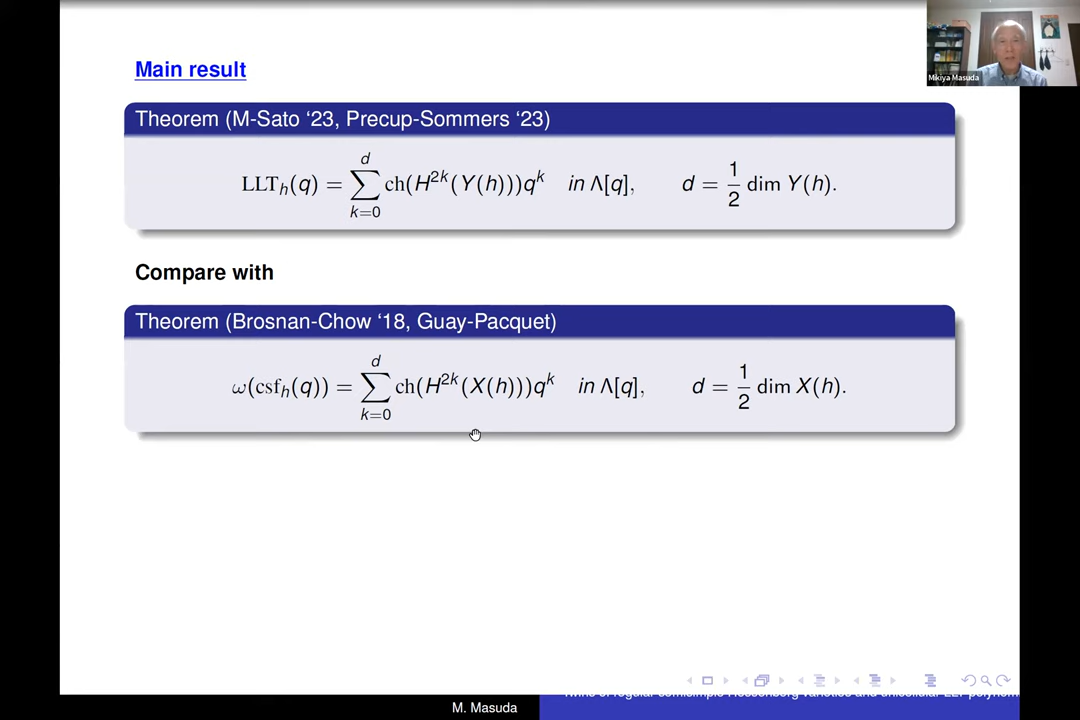 Main result
Theorem (M-Sato ‘23, Precup-Sommers ‘23)
LLT_h(q) = \sum_{k=0}^{d} ch(H^{2k}(Y(h)))q^k in Λ[q], d = \frac{1}{2} dim Y(h).
Compare with
Theorem (Brosnan-Chow ‘18, Guay-Pacquet)
ω(csf_h(q)) = \sum_{k=0}^{d} ch(H^{2k}(X(h)))q^k in Λ[q], d = \frac{1}{2} dim X(h).
Mikiya Masuda
M. Masuda